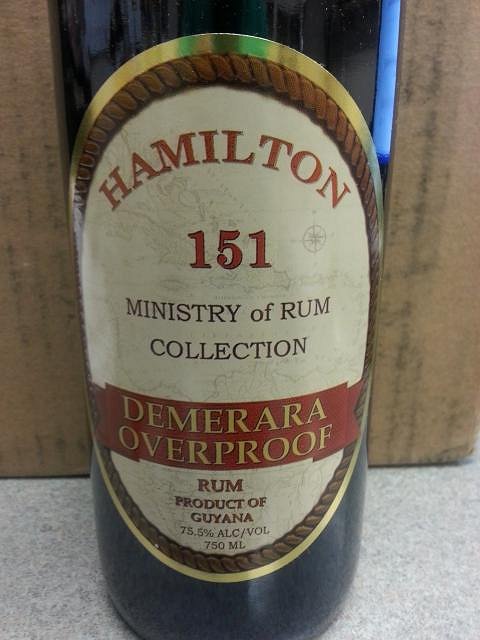 HAMILTON
151
MINISTRY of RUM
COLLECTION
DEMERARA
OVERPROOF
RUM
PRODUCT OF
GUYANA
75.5% ALC/VOL
750 ML